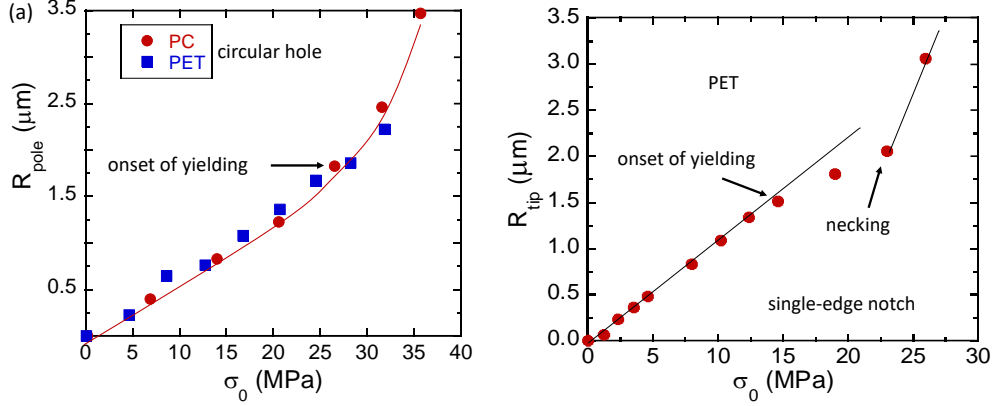 (a)
3.5
2.5
1.5
0.5
R_pole (μm)
PC
PET
circular hole
onset of yielding
0 5 10 15 20 25 30 35 40
σ_0 (MPa)
3.5
3.0
2.5
2.0
1.5
1.0
0.5
0.0
R_tip (μm)
PET
onset of yielding
necking
single-edge notch
0 5 10 15 20 25 30
σ_0 (MPa)